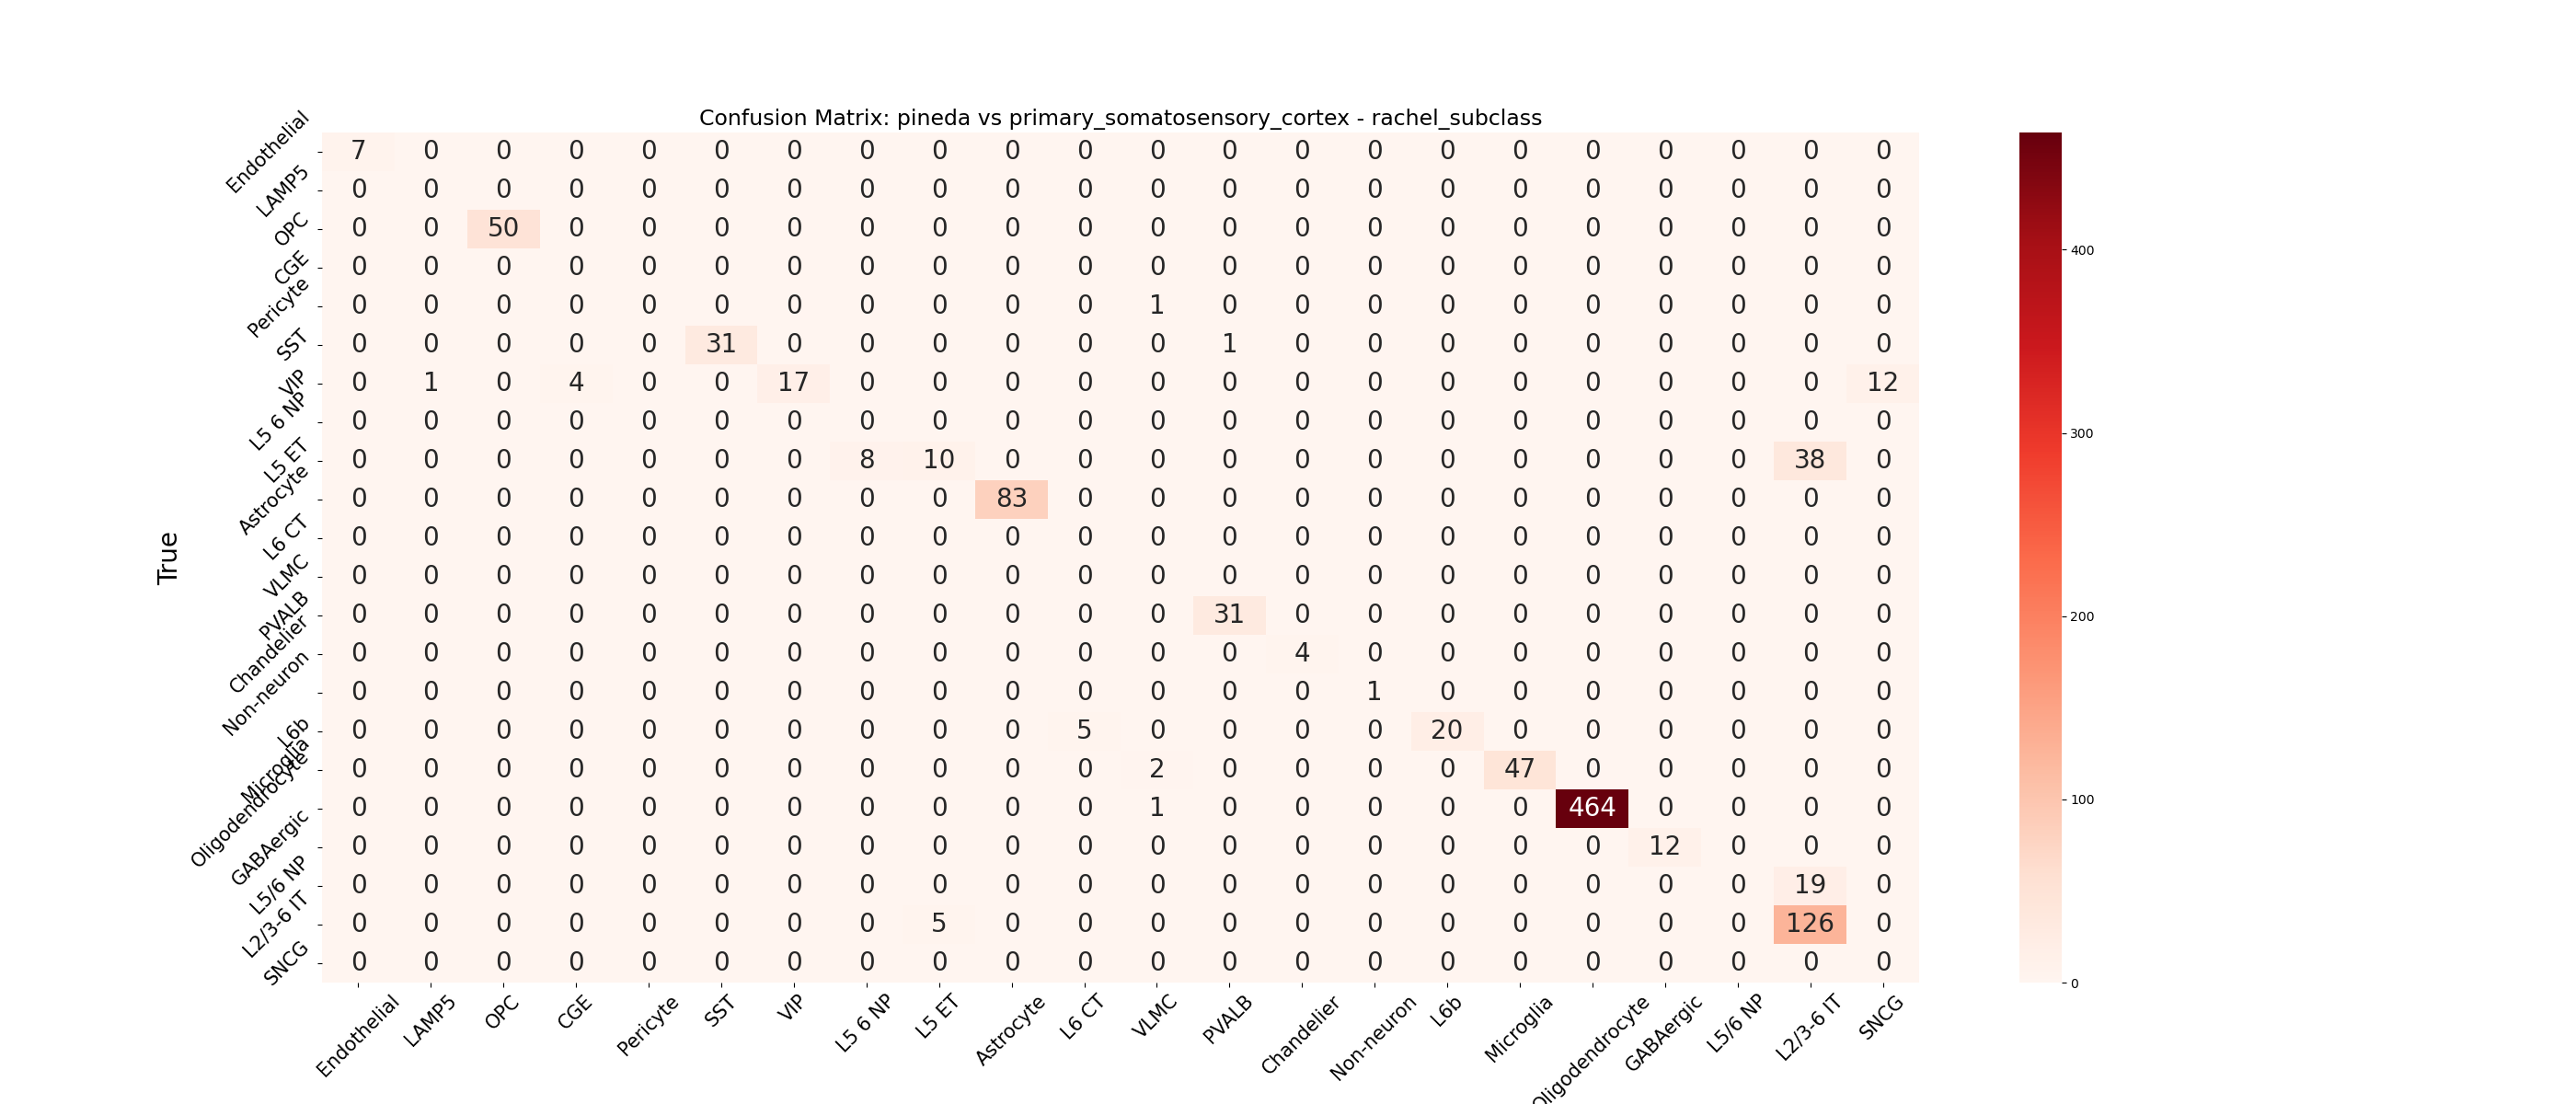 Confusion Matrix: pineda vs primary_somatosensory_cortex - rachel_subclass
True
Endothelial 7 0 0 0 0 0 0 0 0 0 0 0 0 0 0 0 0 0 0 0 0 0
LAMP5 0 0 0 0 0 0 0 0 0 0 0 0 0 0 0 0 0 0 0 0 0 0
OPC 0 0 50 0 0 0 0 0 0 0 0 0 0 0 0 0 0 0 0 0 0 0
CGE 0 0 0 0 0 0 0 0 0 0 0 0 0 0 0 0 0 0 0 0 0 0
Pericyte 0 0 0 0 0 0 0 0 0 0 0 1 0 0 0 0 0 0 0 0 0 0
SST 0 0 0 0 0 31 0 0 0 0 0 0 1 0 0 0 0 0 0 0 0 0
VIP 0 1 0 4 0 0 17 0 0 0 0 0 0 0 0 0 0 0 0 0 0 12
L5 6 NP 0 0 0 0 0 0 0 0 0 0 0 0 0 0 0 0 0 0 0 0 0 0
L5 ET 0 0 0 0 0 0 0 8 10 0 0 0 0 0 0 0 0 0 0 0 38 0
Astrocyte 0 0 0 0 0 0 0 0 0 83 0 0 0 0 0 0 0 0 0 0 0 0
L6 CT 0 0 0 0 0 0 0 0 0 0 0 0 0 0 0 0 0 0 0 0 0 0
VLMC 0 0 0 0 0 0 0 0 0 0 0 0 0 0 0 0 0 0 0 0 0 0
PVALB 0 0 0 0 0 0 0 0 0 0 0 0 31 0 0 0 0 0 0 0 0 0
Chandelier 0 0 0 0 0 0 0 0 0 0 0 0 0 4 0 0 0 0 0 0 0 0
Non-neuron 0 0 0 0 0 0 0 0 0 0 0 0 0 0 1 0 0 0 0 0 0 0
L6b 0 0 0 0 0 0 0 0 0 0 5 0 0 0 0 20 0 0 0 0 0 0
Microglia 0 0 0 0 0 0 0 0 0 0 0 2 0 0 0 0 47 0 0 0 0 0
Oligodendrocyte 0 0 0 0 0 0 0 0 0 0 0 1 0 0 0 0 0 464 0 0 0 0
GABAergic 0 0 0 0 0 0 0 0 0 0 0 0 0 0 0 0 0 0 12 0 0 0
L5/6 NP 0 0 0 0 0 0 0 0 0 0 0 0 0 0 0 0 0 0 0 0 19 0
L2/3-6 IT 0 0 0 0 0 0 0 0 5 0 0 0 0 0 0 0 0 0 0 0 126 0
SNCG 0 0 0 0 0 0 0 0 0 0 0 0 0 0 0 0 0 0 0 0 0 0
Endothelial LAMP5 OPC CGE Pericyte SST VIP L5 6 NP L5 ET Astrocyte L6 CT VLMC PVALB Chandelier Non-neuron L6b Microglia Oligodendrocyte GABAergic L5/6 NP L2/3-6 IT SNCG
400
300
200
100
0